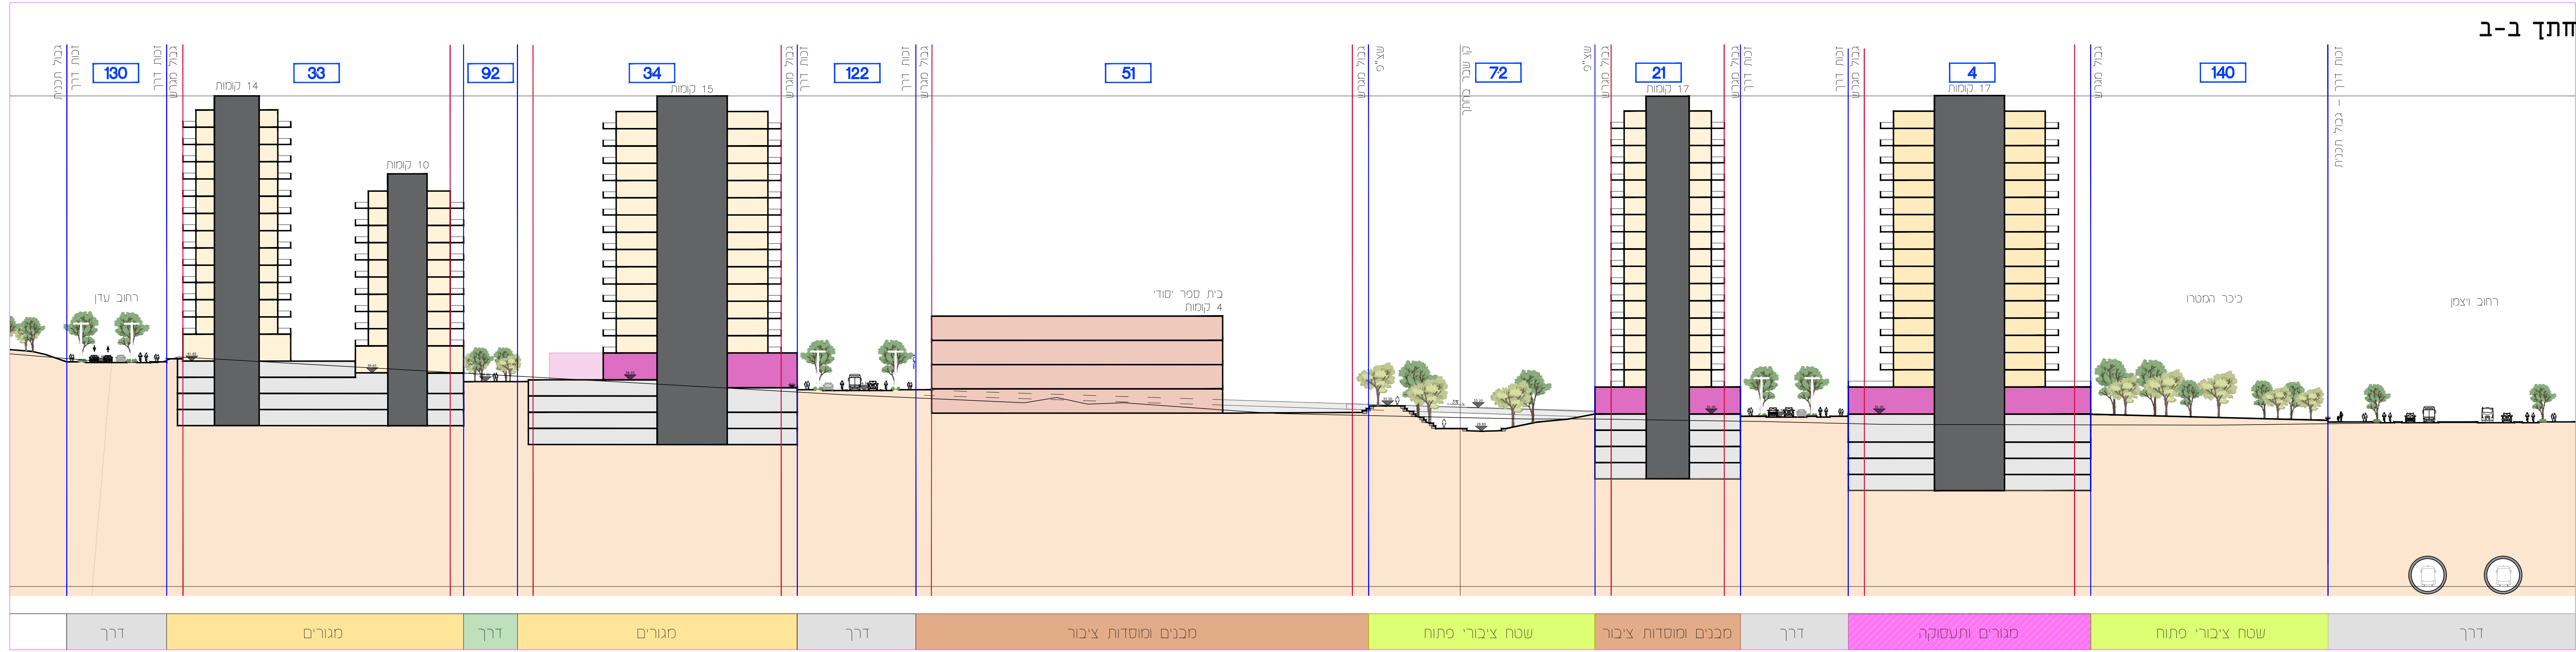 חתך ב-ב
גבול תכנית
זכות דרך
130
זכות דרך
גבול מגרש
33
92
34
גבול מגרש
זכות דרך
122
זכות דרך
גבול מגרש
51
גבול מגרש
שצ"פ
קו שבר בחתך
72
שצ"פ
גבול מגרש
21
גבול מגרש
זכות דרך
זכות דרך
גבול מגרש
4
גבול מגרש
140
זכות דרך - גבול תכנית
14 קומות
10 קומות
15 קומות
17 קומות
17 קומות
רחוב עדן
בית ספר יסודי
4 קומות
כיכר המטרו
רחוב ויצמן
דרך
מגורים
דרך
מגורים
דרך
מבנים ומוסדות ציבור
שטח ציבורי פתוח
מבנים ומוסדות ציבור
דרך
מגורים ותעסוקה
שטח ציבורי פתוח
דרך